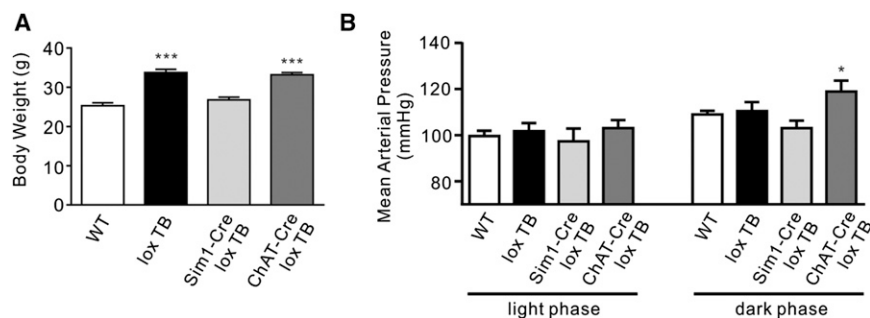 A
Body Weight (g)
40
30
20
10
0
***
***
WT
lox TB
Sim1-Cre
lox TB
ChAT-Cre
lox TB
B
Mean Arterial Pressure
(mmHg)
140
120
100
80
*
WT
lox TB
Sim1-Cre
lox TB
ChAT-Cre
lox TB
WT
lox TB
Sim1-Cre
lox TB
ChAT-Cre
lox TB
light phase
dark phase